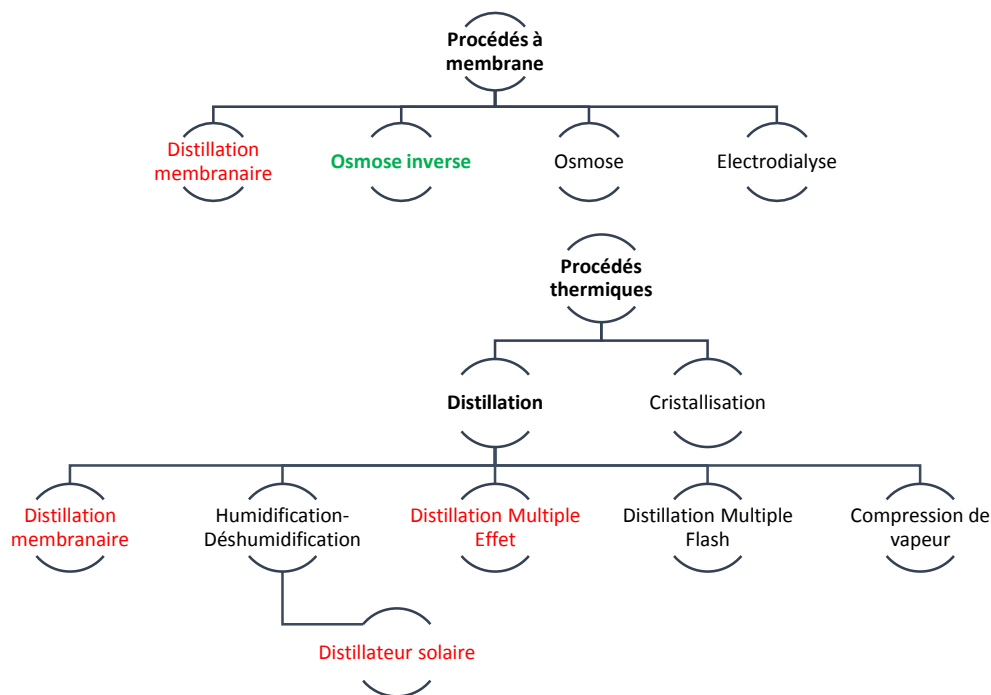 Procédés à
membrane
Distillation
membranaire
Osmose inverse
Osmose
Electrodialyse
Procédés
thermiques
Distillation
Cristallisation
Distillation
membranaire
Humidification-
Déshumidification
Distillation Multiple
Effet
Distillation Multiple
Flash
Compression de
vapeur
Distillateur solaire